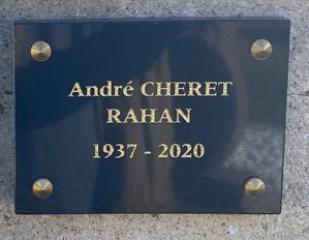 André CHERET
RAHAN
1937 - 2020